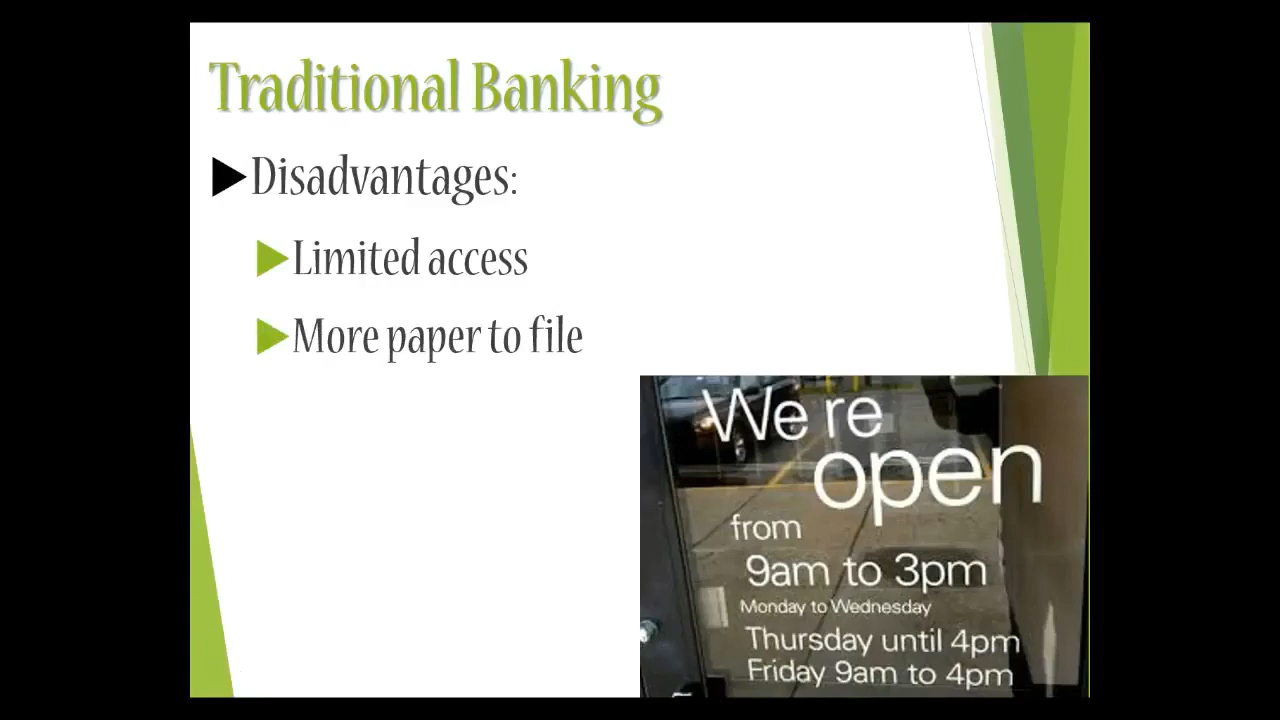 Traditional Banking
Disadvantages:
Limited access
More paper to file
We're
open
from
9am to 3pm
Monday to Wednesday
Thursday until 4pm
Friday 9am to 4pm